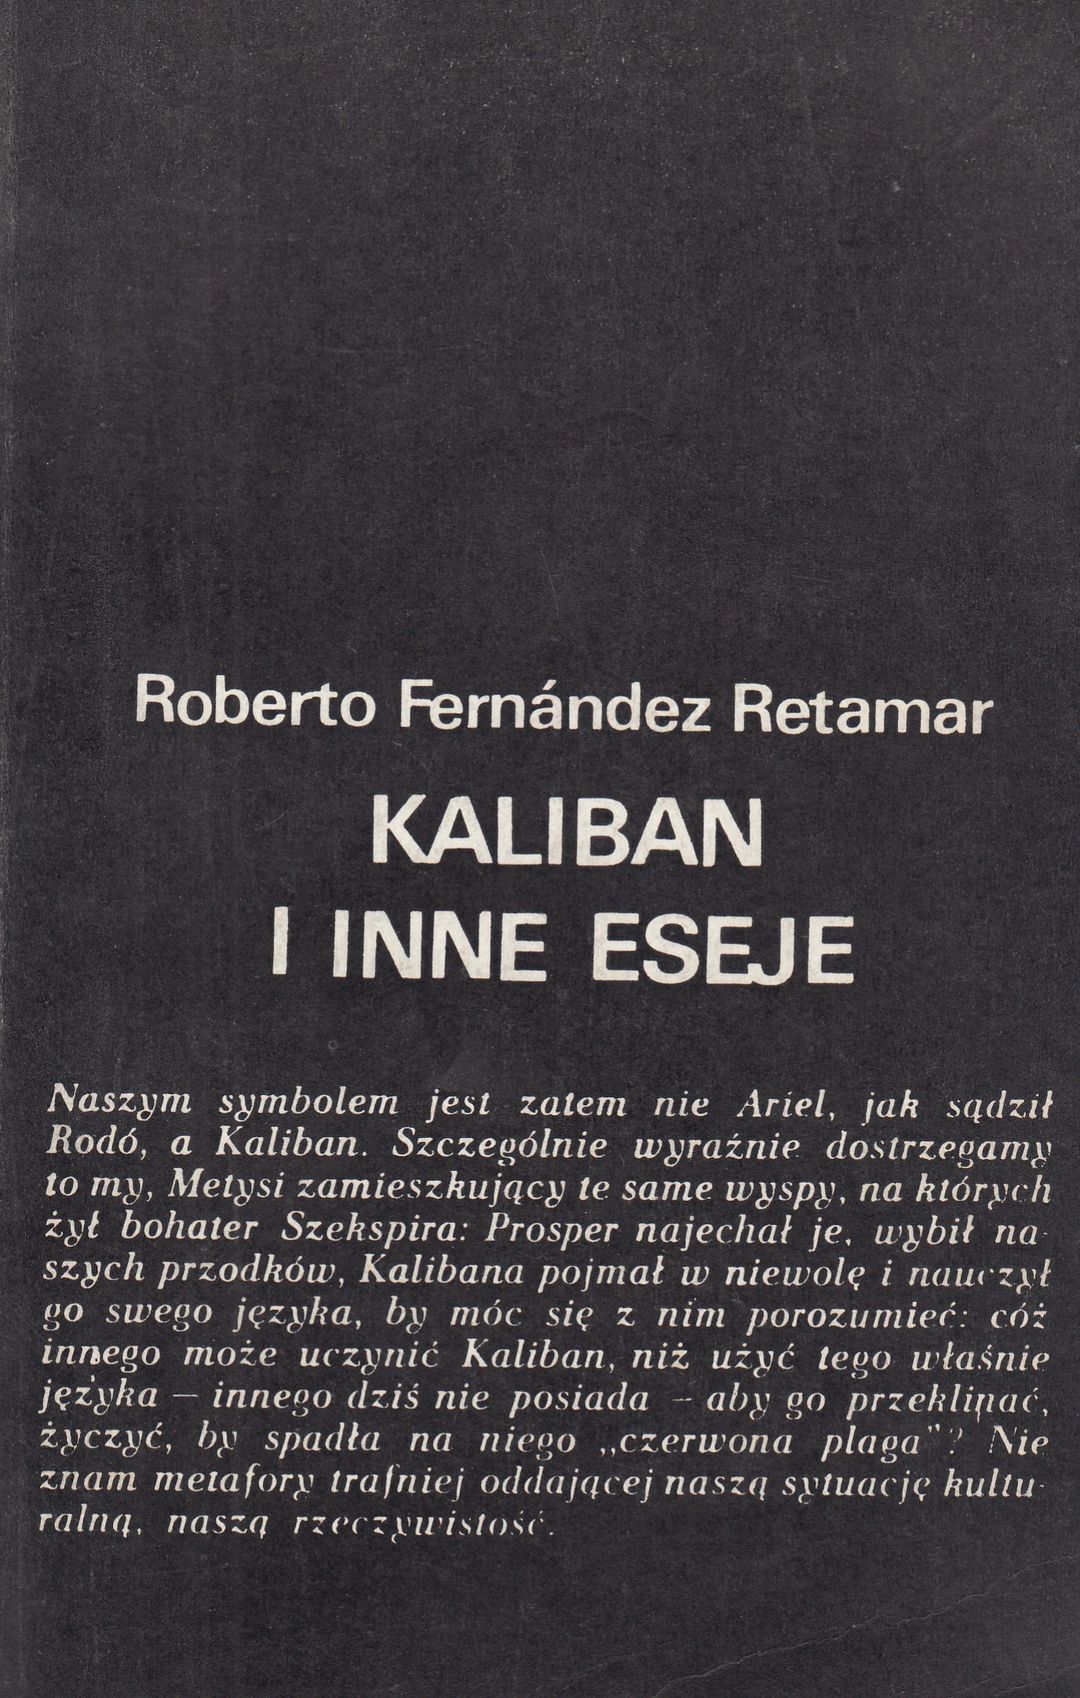 Roberto Fernández Retamar
KALIBAN
I INNE ESEJE
Naszym symbolem jest zatem nie Ariel, jak sądził
Rodó, a Kaliban. Szczególnie wyraźnie dostrzegamy
to my, Metysi zamieszkujący te same wyspy, na których
żył bohater Szekspira: Prosper najechał je, wybił na-
szych przodków, Kalibana pojmał w niewolę i nauczył
go swego języka, by móc się z nim porozumieć: cóż
innego może uczynić Kaliban, niż użyć tego właśnie
języka — innego dziś nie posiada — aby go przeklinać,
życzyć, by spadła na niego „czerwona plaga”? Nie
znam metafory trafniej oddającej naszą sytuację kultu-
ralną, naszą rzeczywistość.